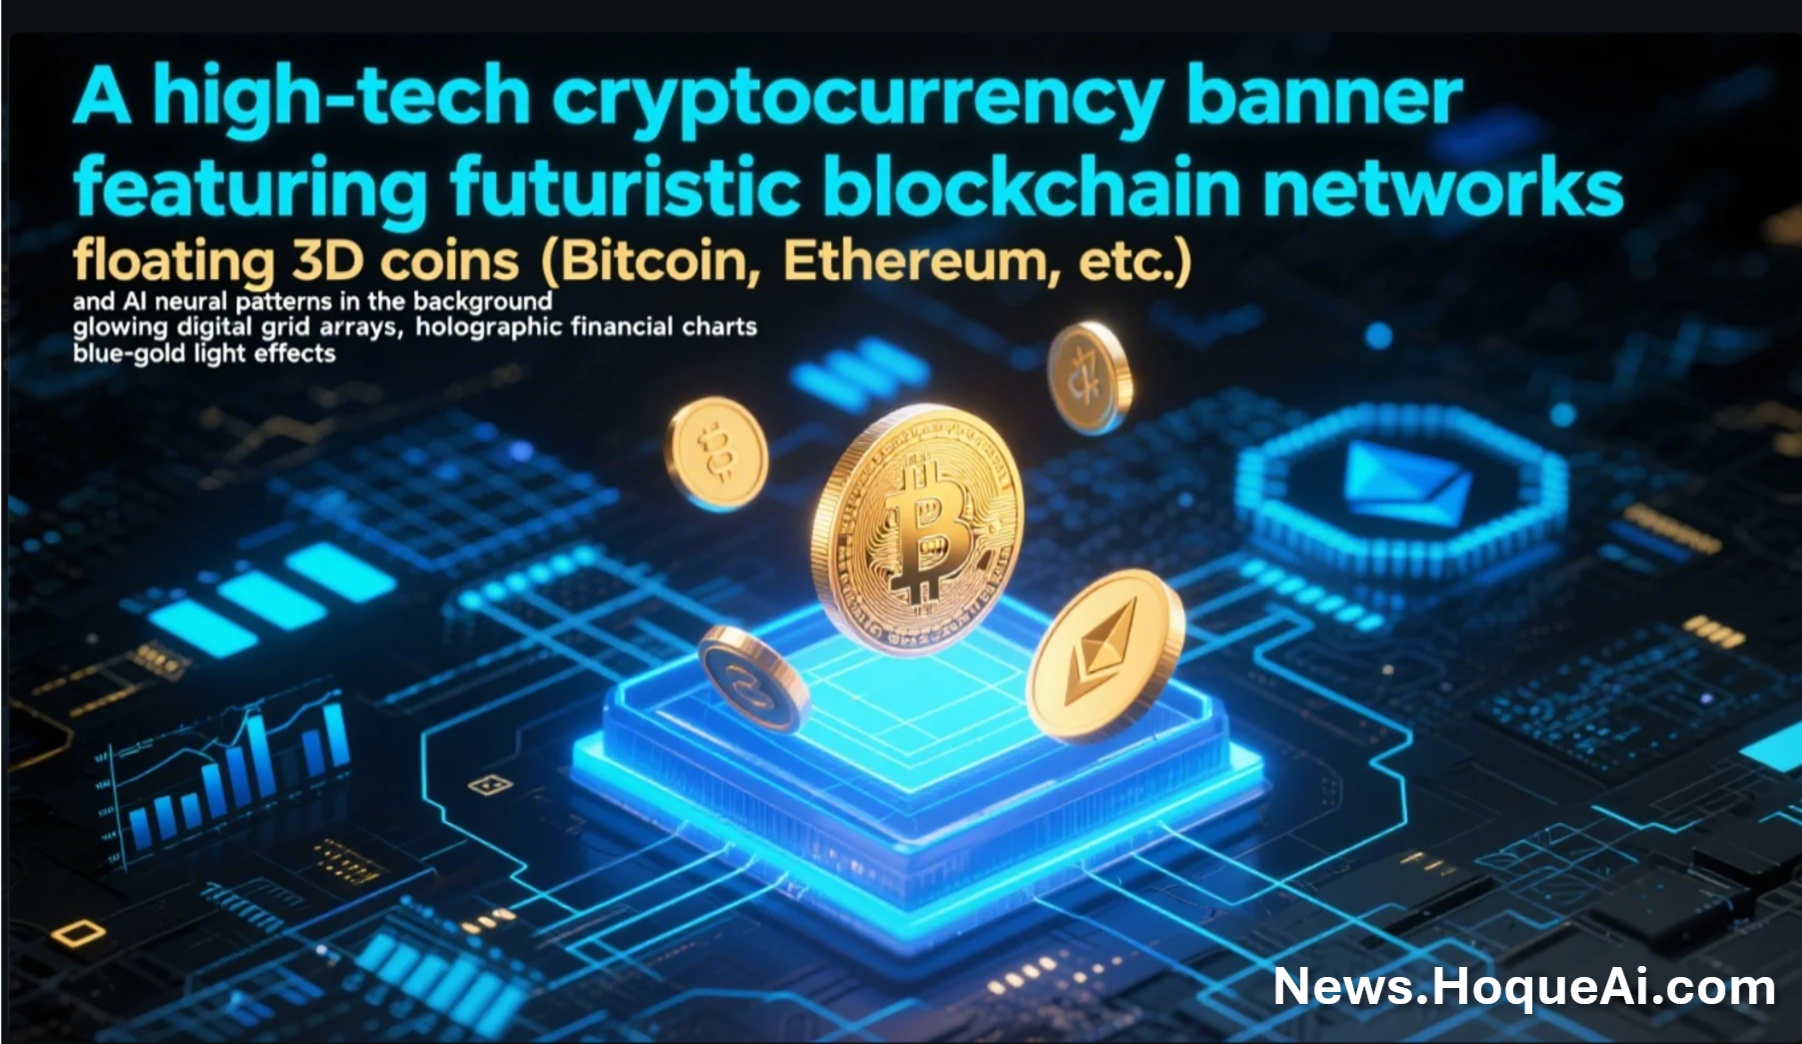 A high-tech cryptocurrency banner
featuring futuristic blockchain networks
floating 3D coins (Bitcoin, Ethereum, etc.)
and AI neural patterns in the background
glowing digital grid arrays, holographic financial charts
blue-gold light effects
News.HoqueAi.com